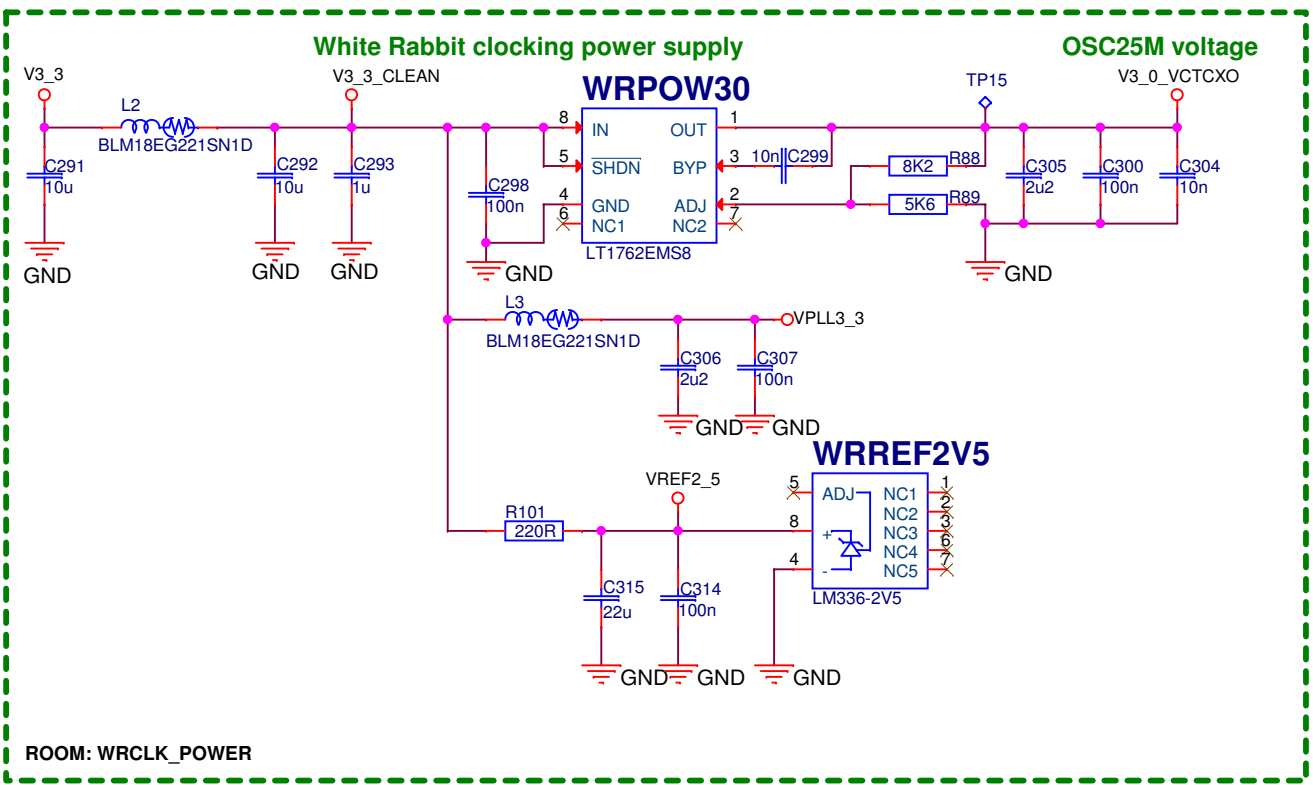 White Rabbit clocking power supply
OSC25M voltage
V3_3
V3_3_CLEAN
WRPOW30
TP15
V3_0_VCTCXO
L2
BLM18EG221SN1D
8
IN
OUT
1
5
SHDN
BYP
3
10n
C299
8K2
R88
4
GND
ADJ
2
5K6
R89
6
NC1
NC2
7
LT1762EMS8
C291
10u
C292
10u
C293
1u
C298
100n
C305
2u2
C300
100n
C304
10n
GND
GND
GND
GND
GND
L3
BLM18EG221SN1D
VPLL3_3
C306
2u2
C307
100n
GND
GND
WRREF2V5
VREF2_5
R101
220R
5
ADJ
NC1
1
NC2
2
8
+
NC3
3
NC4
6
4
-
NC5
7
LM336-2V5
C315
22u
C314
100n
GND
GND
GND
ROOM: WRCLK_POWER